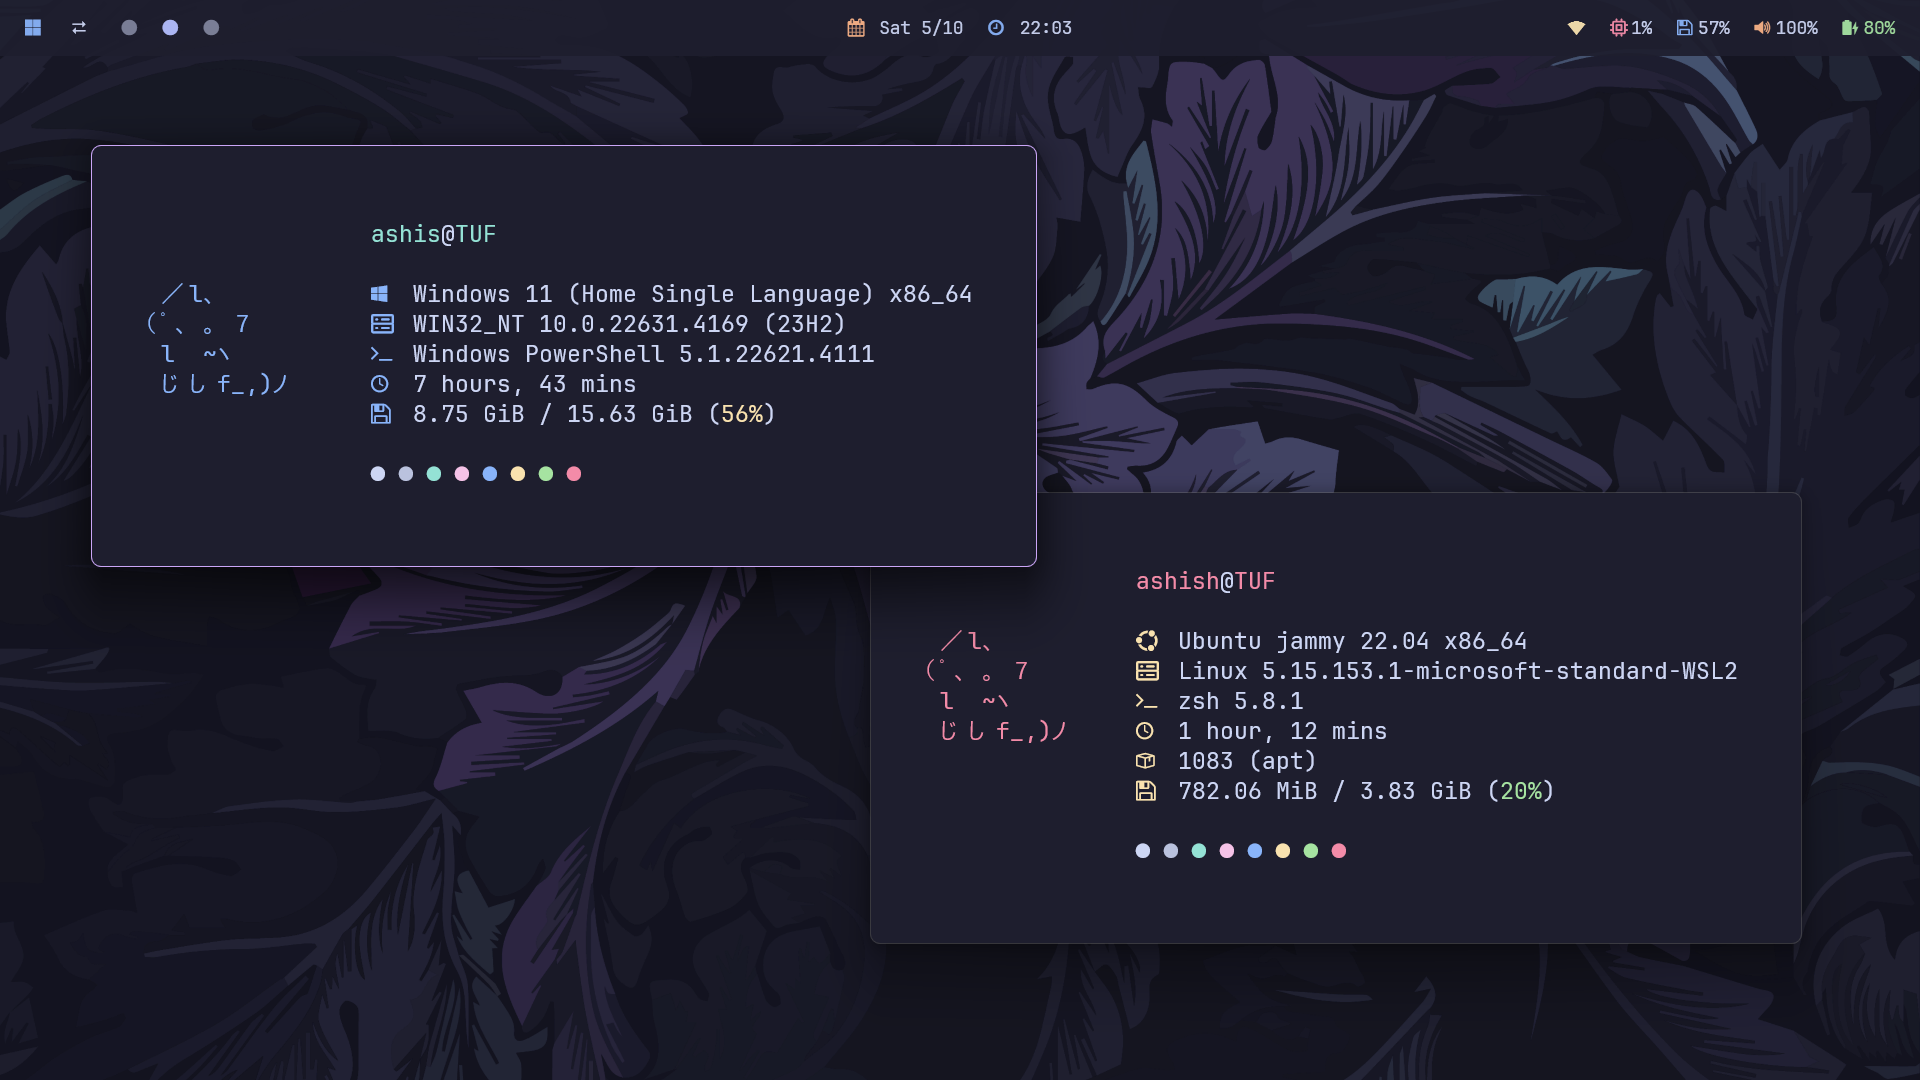 Sat 5/10 22:03 1% 57% 100% 80%
ashis@TUF
Windows 11 (Home Single Language) x86_64
WIN32_NT 10.0.22631.4169 (23H2)
Windows PowerShell 5.1.22621.4111
7 hours, 43 mins
8.75 GiB / 15.63 GiB (56%)
／l、
(ﾟ、 。 7
l ~ヽ
じしf_,)ノ
ashish@TUF
Ubuntu jammy 22.04 x86_64
Linux 5.15.153.1-microsoft-standard-WSL2
zsh 5.8.1
1 hour, 12 mins
1083 (apt)
782.06 MiB / 3.83 GiB (20%)
／l、
(ﾟ、 。 7
l ~ヽ
じしf_,)ノ